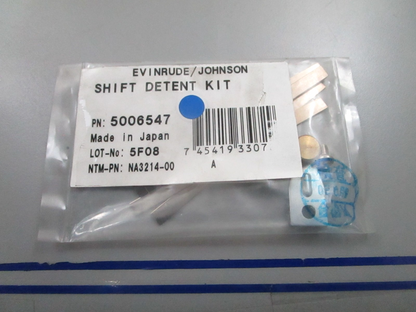 EVINRUDE/JOHNSON
SHIFT DETENT KIT
PN: 5006547
Made in Japan
LOT-No: 5F08
7 45419 3307
NTM-PN: NA3214-00 A